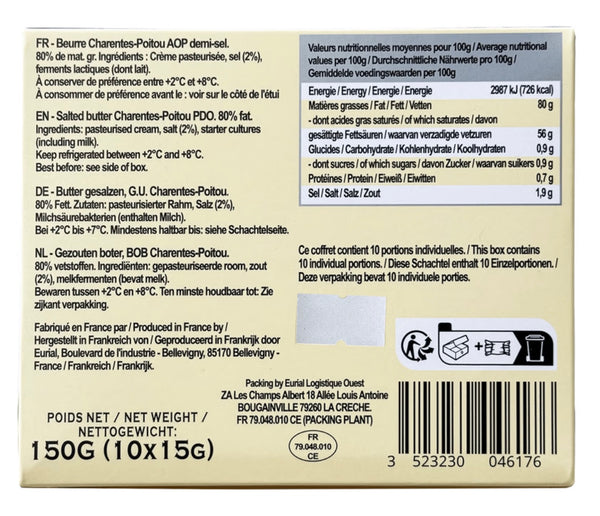 FR - Beurre Charentes-Poitou AOP demi-sel.
80% de mat. gr. Ingrédients : Crème pasteurisée, sel (2%),
ferments lactiques (dont lait).
À conserver de préférence entre +2°C et +8°C.
À consommer de préférence avant le : voir sur le côté de l'étui
EN - Salted butter Charentes-Poitou PDO. 80% fat.
Ingredients: pasteurised cream, salt (2%), starter cultures
(including milk).
Keep refrigerated between +2°C and +8°C.
Best before: see side of box.
DE - Butter gesalzen, G.U. Charentes-Poitou.
80% Fett. Zutaten: pasteurisierter Rahm, Salz (2%),
Milchsäurebakterien (enthalten Milch).
Bei +2°C bis +7°C. Mindestens haltbar bis: siehe Schachtelseite.
NL - Gezouten boter, BOB Charentes-Poitou.
80% vetstoffen. Ingrediënten: gepasteuriseerde room, zout
(2%), melkfermenten (bevat melk).
Bewaren tussen +2°C en +8°C. Ten minste houdbaar tot: Zie
zijkant verpakking.
Fabriqué en France par / Produced in France by /
Hergestellt in Frankreich von / Geproduceerd in Frankrijk door
Eurial, Boulevard de l'industrie - Bellevigny, 85170 Bellevigny -
France / Frankreich / Frankrijk.
POIDS NET / NET WEIGHT /
NETTOGEWICHT:
150G (10x15G)
Valeurs nutritionnelles moyennes pour 100g / Average nutritional
values per 100g / Durchschnittliche Nährwerte pro 100g /
Gemiddelde voedingswaarden per 100g
Energie / Energy / Energie / Energie 2987 kJ (726 kcal)
Matières grasses / Fat / Fett / Vetten 80 g
- dont acides gras saturés / of which saturates / davon
gesättigte Fettsäuren / waarvan verzadigde vetzuren 56 g
Glucides / Carbohydrate / Kohlenhydrate / Koolhydraten 0,9 g
- dont sucres / of which sugars / davon Zucker / waarvan suikers 0,9 g
Protéines / Protein / Eiweiß / Eiwitten 0,7 g
Sel / Salt / Salz / Zout 1,9 g
Ce coffret contient 10 portions individuelles. / This box contains
10 individual portions. / Diese Schachtel enthält 10 Einzelportionen. /
Deze verpakking bevat 10 individuele porties.
FR
+
Packing by Eurial Logistique Ouest
ZA Les Champs Albert 18 Allée Louis Antoine
BOUGAINVILLE 79260 LA CRECHE.
FR 79.048.010 CE (PACKING PLANT)
FR
79.048.010
CE
3 523230 046176